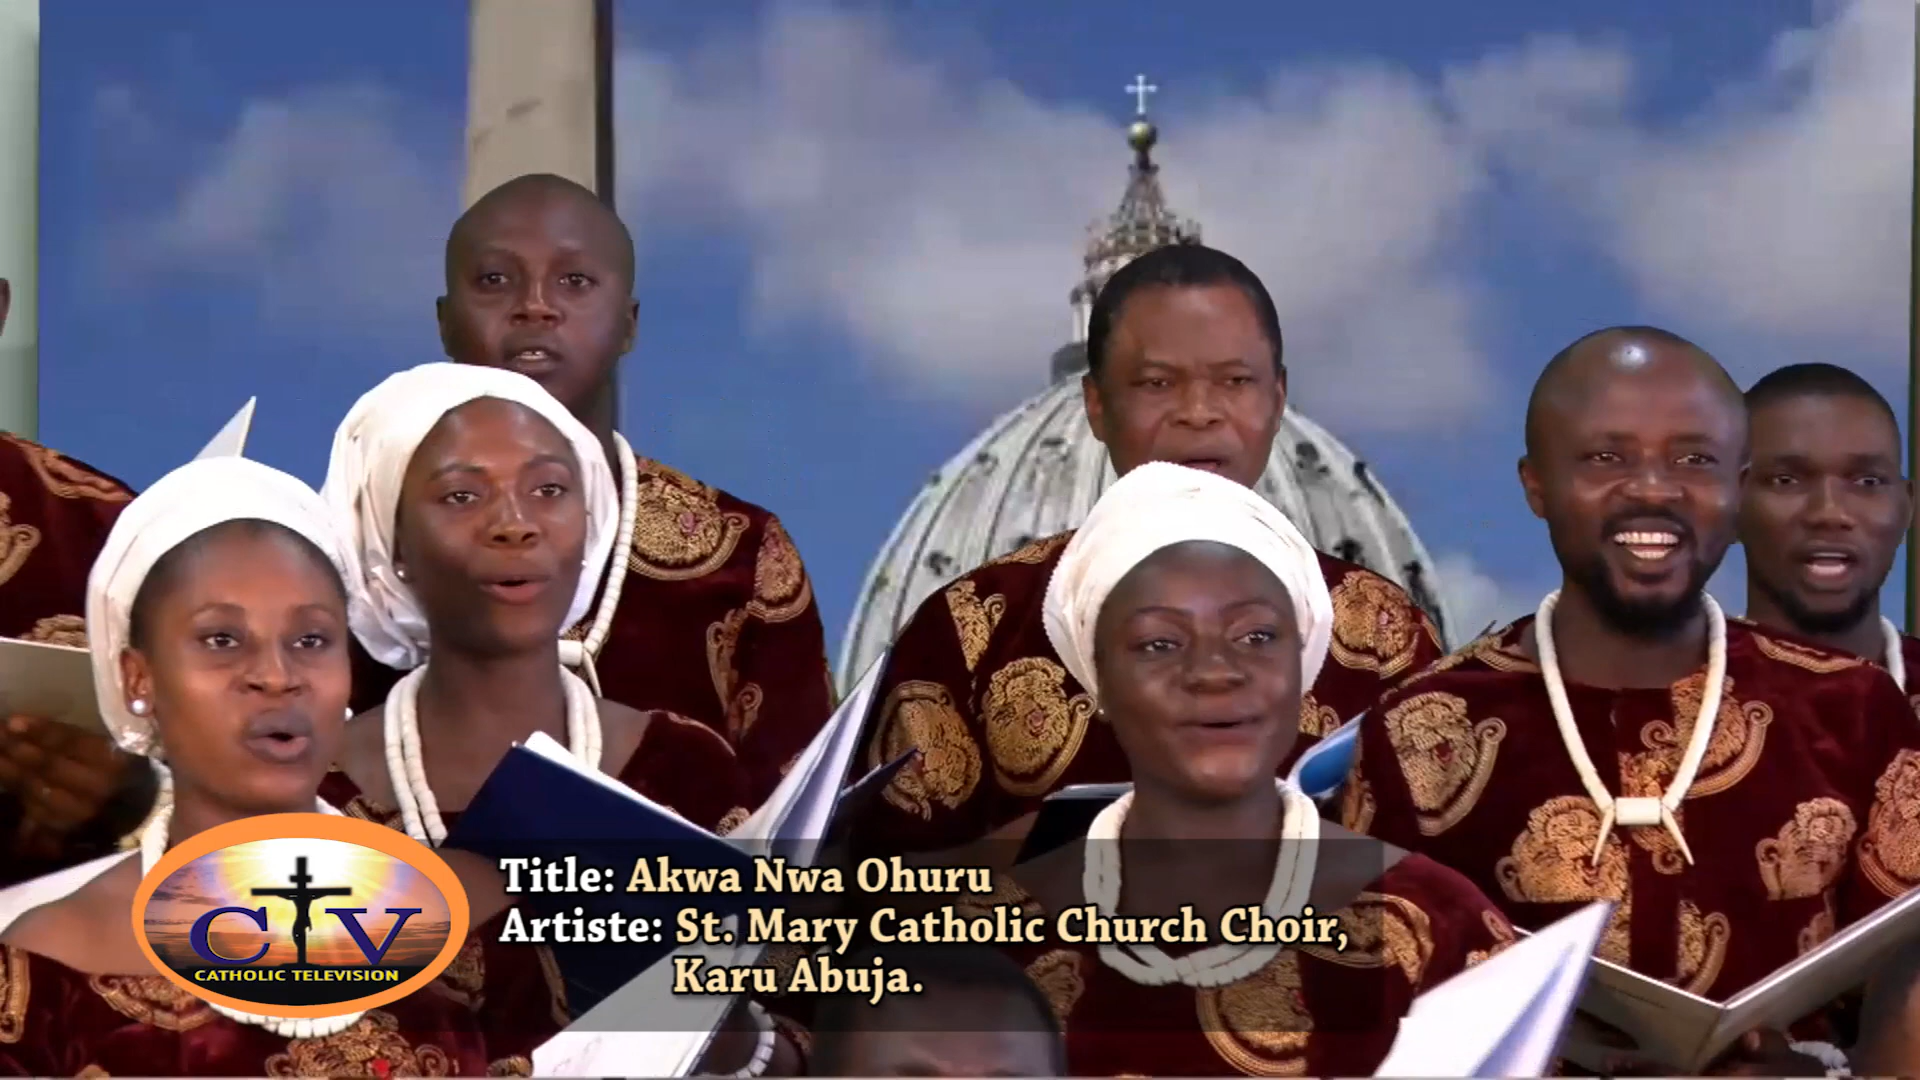 Title: Akwa Nwa Ohuru
Artiste: St. Mary Catholic Church Choir,
Karu Abuja.
CTV
CATHOLIC TELEVISION